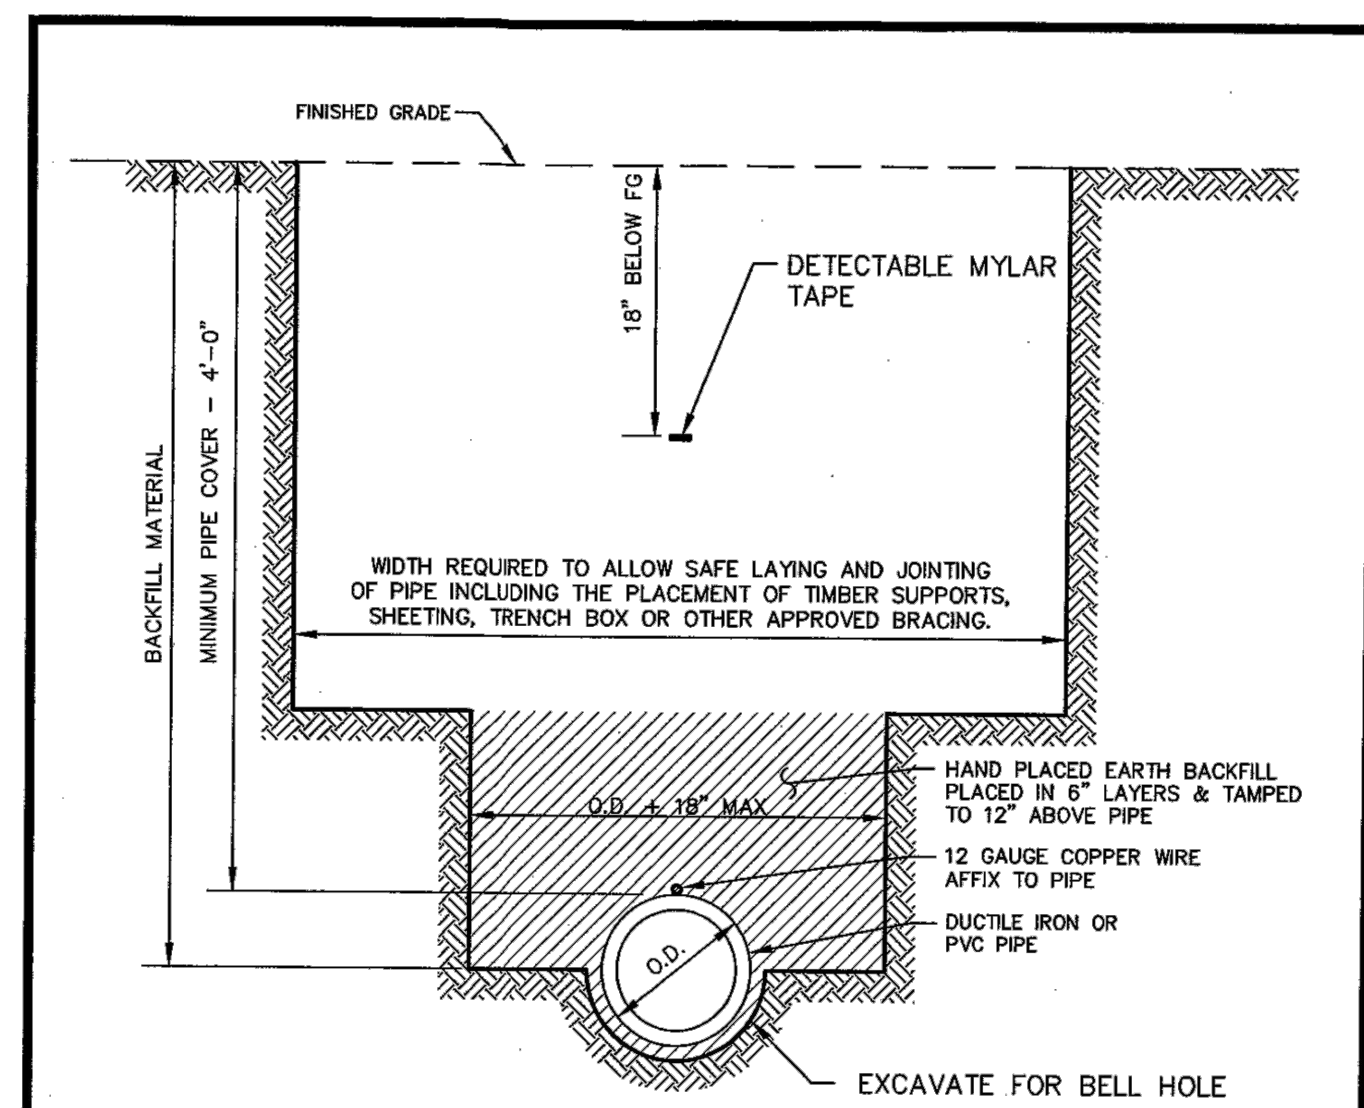 FINISHED GRADE
18" BELOW FG
DETECTABLE MYLAR
TAPE
BACKFILL MATERIAL
MINIMUM PIPE COVER - 4'-0"
WIDTH REQUIRED TO ALLOW SAFE LAYING AND JOINTING
OF PIPE INCLUDING THE PLACEMENT OF TIMBER SUPPORTS,
SHEETING, TRENCH BOX OR OTHER APPROVED BRACING.
HAND PLACED EARTH BACKFILL
PLACED IN 6" LAYERS & TAMPED
TO 12" ABOVE PIPE
O.D. + 18" MAX
12 GAUGE COPPER WIRE
AFFIX TO PIPE
DUCTILE IRON OR
PVC PIPE
O.D.
EXCAVATE FOR BELL HOLE